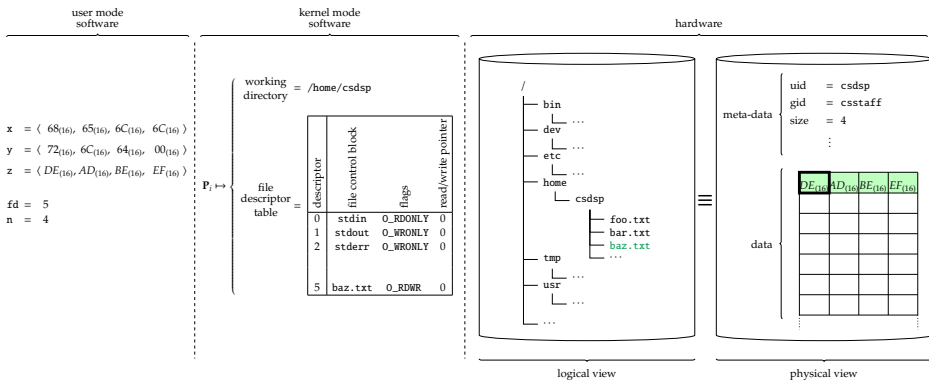 user mode
software
kernel mode
software
hardware
x = ⟨ 68(16), 65(16), 6C(16), 6C(16) ⟩
y = ⟨ 72(16), 6C(16), 64(16), 00(16) ⟩
z = ⟨ DE(16), AD(16), BE(16), EF(16) ⟩
fd = 5
n = 4
Pi ↦
working
directory = /home/csdsp
file
descriptor
table =
descriptor file control block flags read/write pointer
0 stdin O_RDONLY 0
1 stdout O_WRONLY 0
2 stderr O_WRONLY 0
5 baz.txt O_RDWR 0
/
bin
...
dev
...
etc
...
home
csdsp
foo.txt
bar.txt
baz.txt
...
tmp
...
usr
...
...
≡
meta-data
uid = csdsp
gid = csstaff
size = 4
⋮
data
DE(16) AD(16) BE(16) EF(16)
logical view
physical view